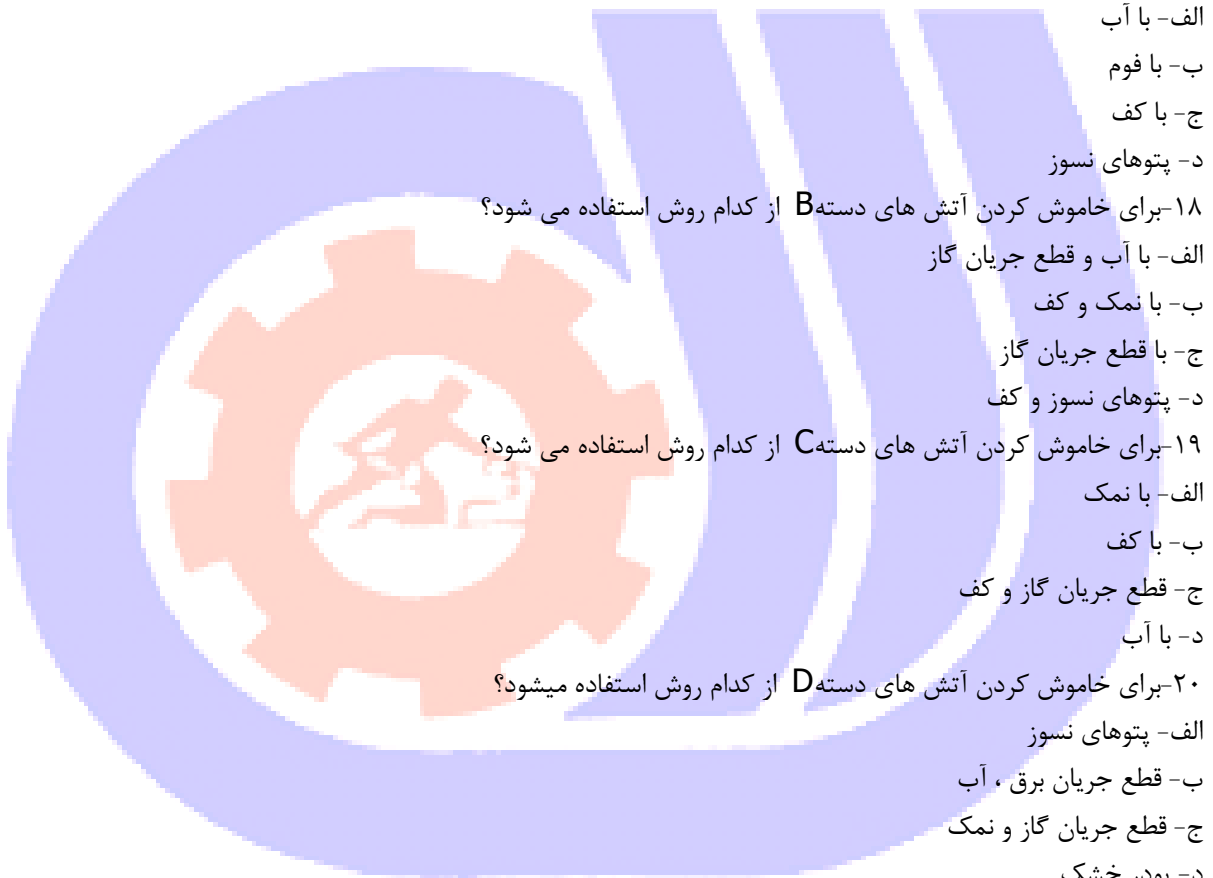 الف- با آب
ب- با فوم
ج- با کف
د- پتوهای نسوز
۱۸-برای خاموش کردن آتش های دستهB از کدام روش استفاده می شود؟
الف- با آب و قطع جریان گاز
ب- با نمک و کف
ج- با قطع جریان گاز
د- پتوهای نسوز و کف
۱۹-برای خاموش کردن آتش های دستهC از کدام روش استفاده می شود؟
الف- با نمک
ب- با کف
ج- قطع جریان گاز و کف
د- با آب
۲۰-برای خاموش کردن آتش های دستهD از کدام روش استفاده میشود؟
الف- پتوهای نسوز
ب- قطع جریان برق ، آب
ج- قطع جریان گاز و نمک
د- پودر خشک